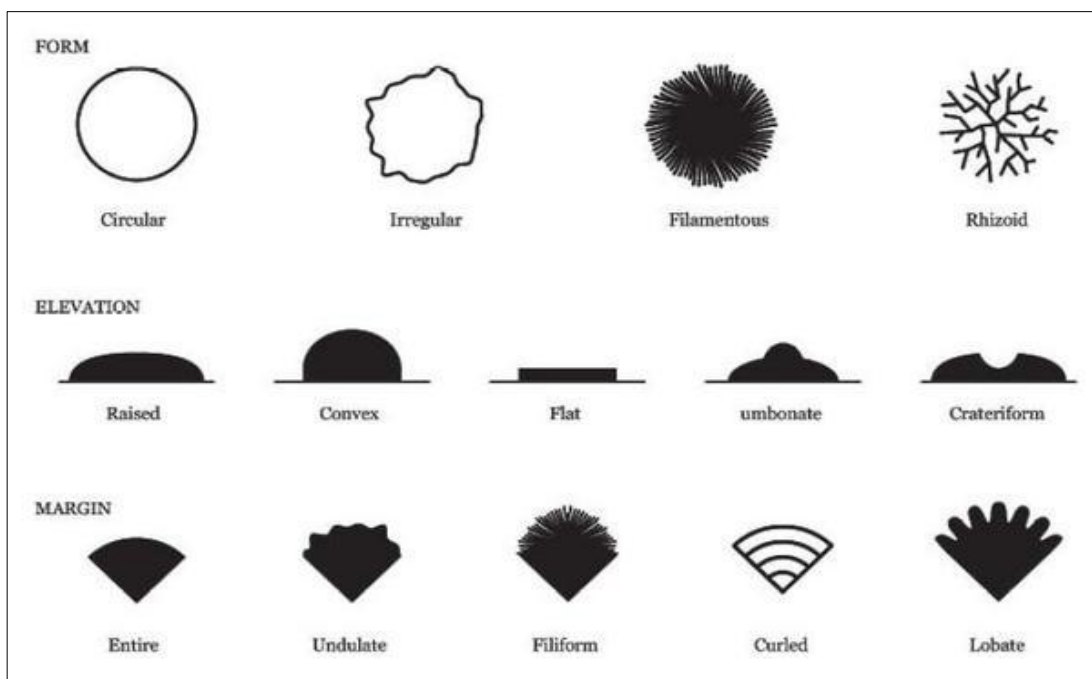 FORM
Circular Irregular Filamentous Rhizoid
ELEVATION
Raised Convex Flat umbonate Crateriform
MARGIN
Entire Undulate Filiform Curled Lobate